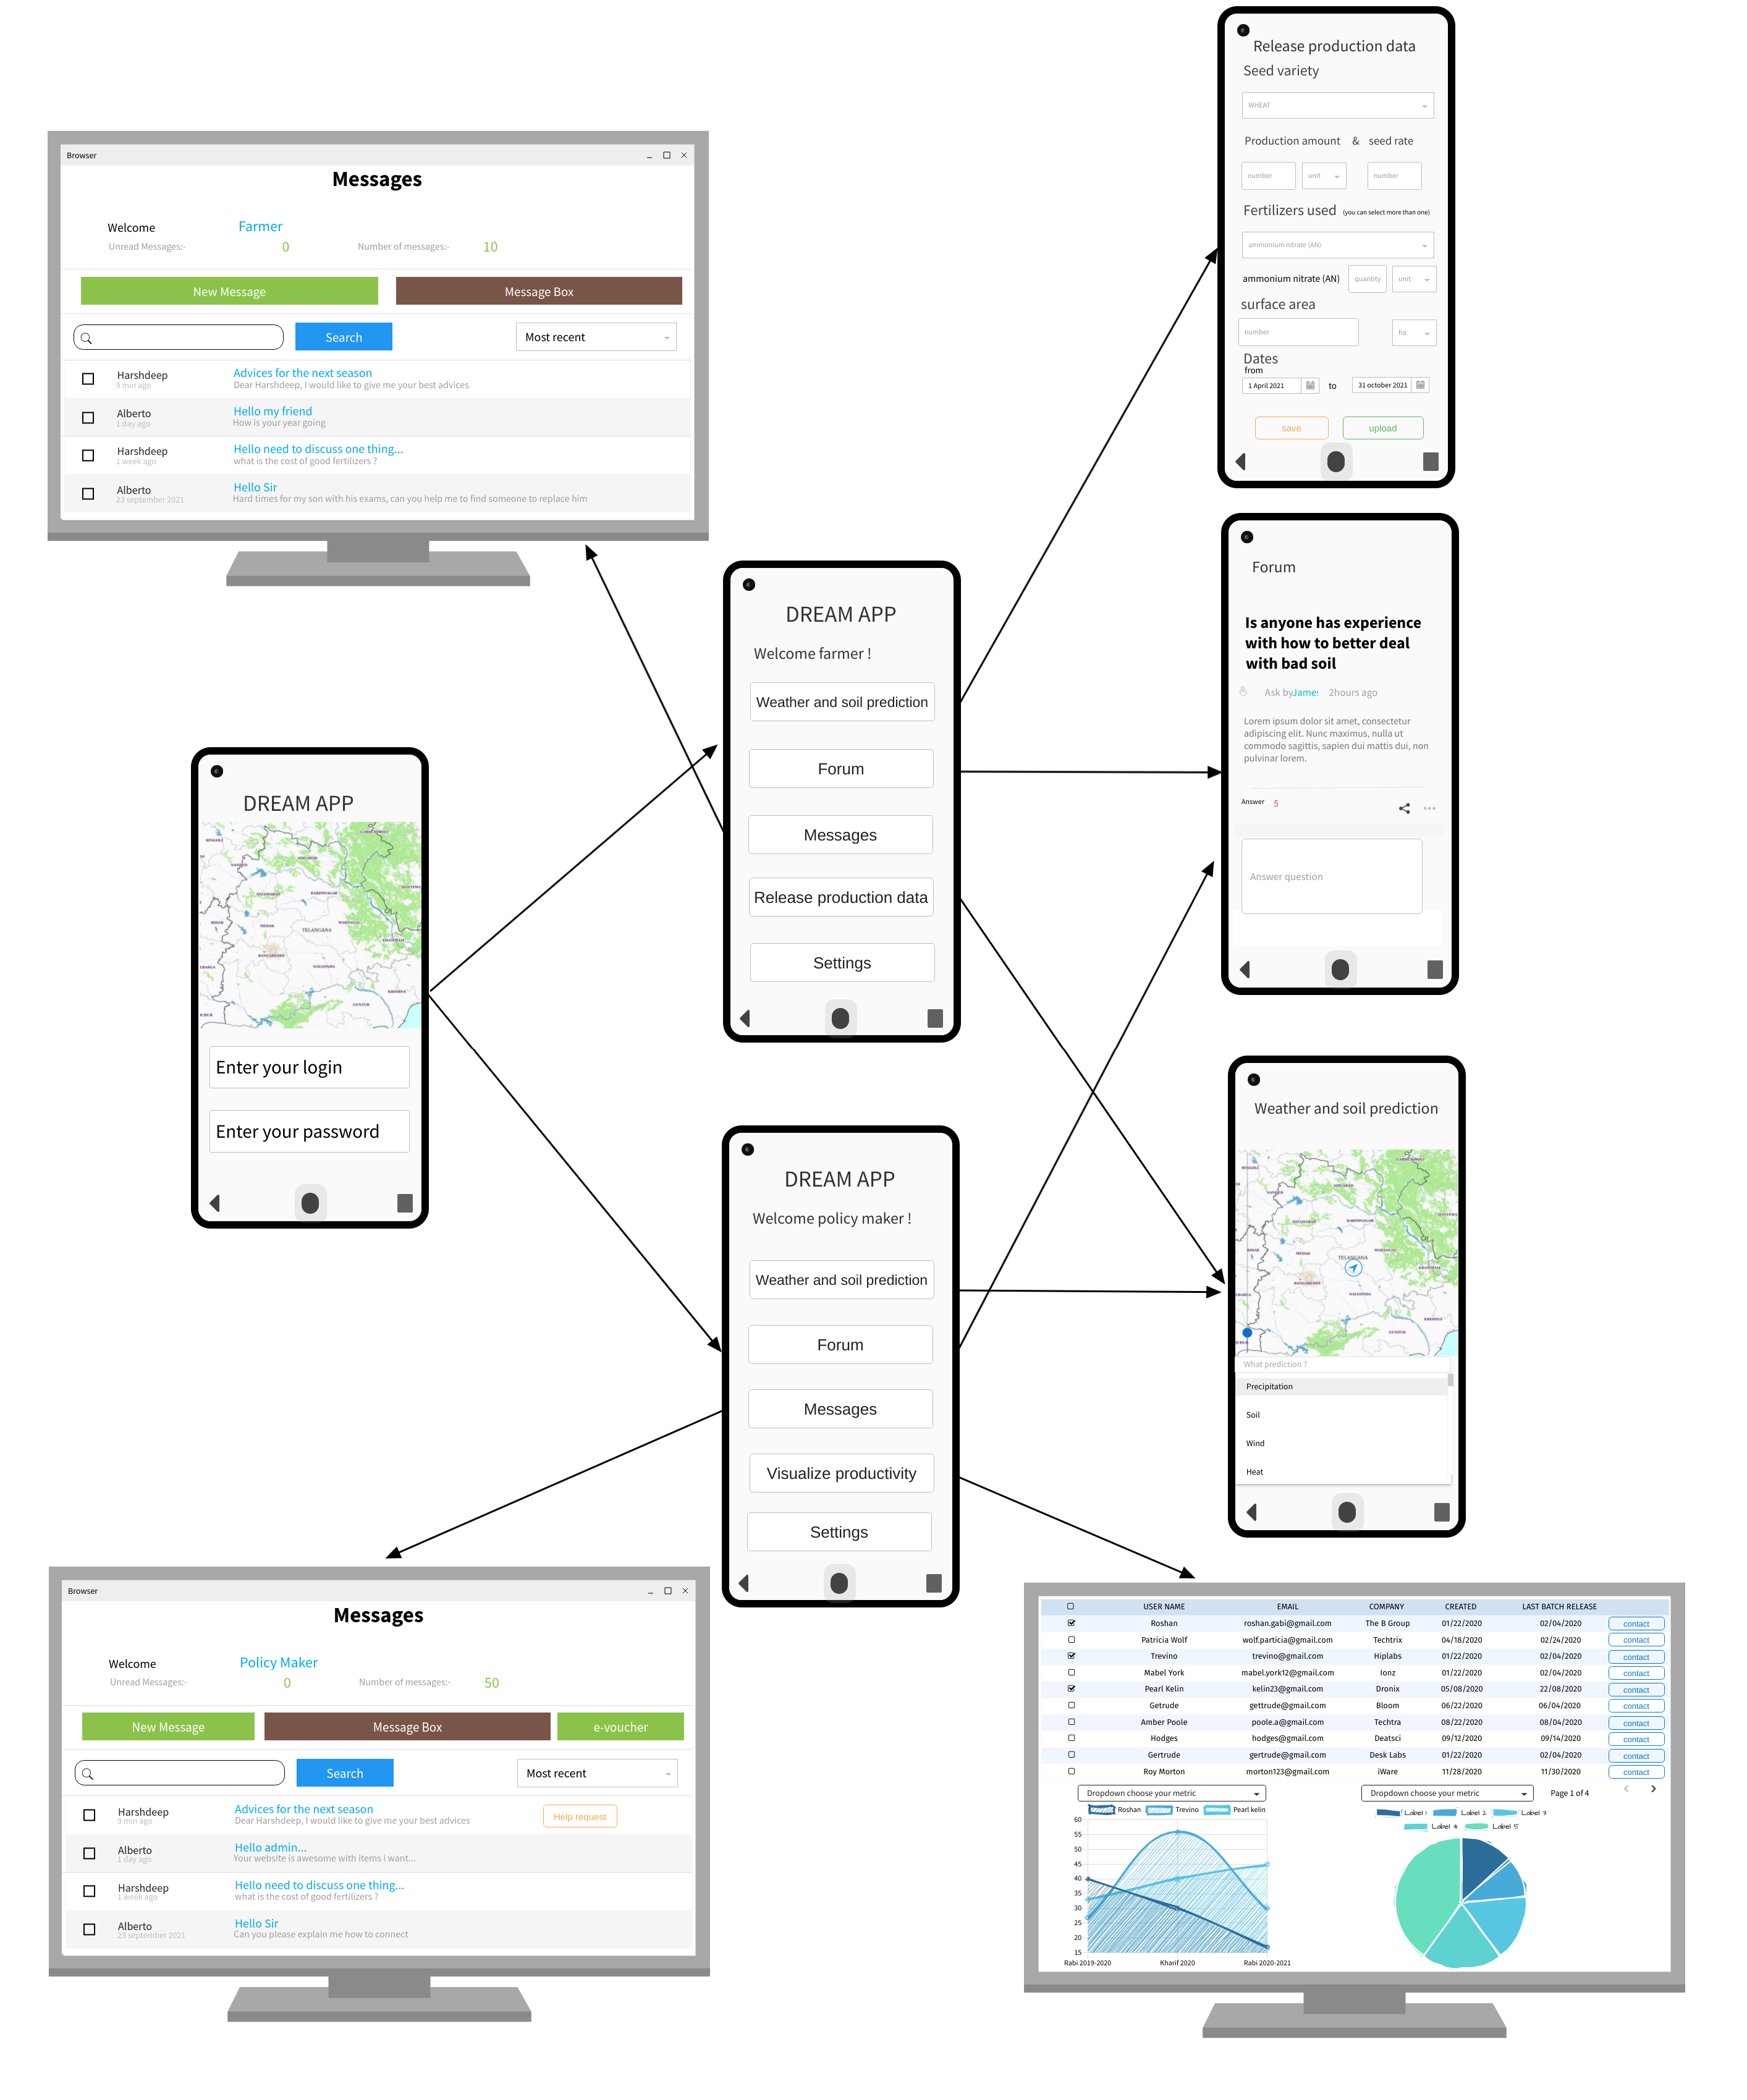 Release production data
Seed variety
WHEAT
Production amount & seed rate
number unit number
Fertilizers used (you can select more than one)
ammonium nitrate (AN)
ammonium nitrate (AN) quantity unit
surface area
number ha
Dates
from
1 April 2021 to 31 october 2021
save upload
Browser
Messages
Welcome Farmer
Unread Messages:- 0 Number of messages:- 10
New Message Message Box
Search Most recent
Harshdeep Advices for the next season
9 min ago Dear Harshdeep, I would like to give me your best advices
Alberto Hello my friend
1 day ago How is your year going
Harshdeep Hello need to discuss one thing...
1 week ago what is the cost of good fertilizers ?
Alberto Hello Sir
23 september 2021 Hard times for my son with his exams, can you help me to find someone to replace him
DREAM APP
Welcome farmer !
Weather and soil prediction
Forum
Messages
Release production data
Settings
Forum
Is anyone has experience
with how to better deal
with bad soil
Ask by James 2hours ago
Lorem ipsum dolor sit amet, consectetur
adipiscing elit. Nunc maximus, nulla ut
commodo sagittis, sapien dui mattis dui, non
pulvinar lorem.
Answer 5
Answer question
DREAM APP
TELANGANA
Enter your login
Enter your password
DREAM APP
Welcome policy maker !
Weather and soil prediction
Forum
Messages
Visualize productivity
Settings
Weather and soil prediction
TELANGANA
What prediction ?
Precipitation
Soil
Wind
Heat
Browser
Messages
Welcome Policy Maker
Unread Messages:- 0 Number of messages:- 50
New Message Message Box e-voucher
Search Most recent
Harshdeep Advices for the next season
9 min ago Dear Harshdeep, I would like to give me your best advices Help request
Alberto Hello admin...
1 day ago Your website is awesome with items i want...
Harshdeep Hello need to discuss one thing...
1 week ago what is the cost of good fertilizers ?
Alberto Hello Sir
23 september 2021 Can you please explain me how to connect
USER NAME EMAIL COMPANY CREATED LAST BATCH RELEASE
Roshan roshan.gabi@gmail.com The B Group 01/22/2020 02/04/2020 contact
Patricia Wolf wolf.particia@gmail.com Techtrix 04/18/2020 02/24/2020 contact
Trevino trevino@gmail.com Hiplabs 01/22/2020 02/04/2020 contact
Mabel York mabel.york12@gmail.com Ionz 01/22/2020 02/04/2020 contact
Pearl Kelin kelin23@gmail.com Dronix 05/08/2020 22/08/2020 contact
Getrude gettrude@gmail.com Bloom 06/22/2020 06/04/2020 contact
Amber Poole poole.a@gmail.com Techtra 08/22/2020 08/04/2020 contact
Hodges hodges@gmail.com Deatsci 09/12/2020 09/14/2020 contact
Gertrude gertrude@gmail.com Desk Labs 01/22/2020 02/04/2020 contact
Roy Morton morton123@gmail.com iWare 11/28/2020 11/30/2020 contact
Dropdown choose your metric Dropdown choose your metric Page 1 of 4
Roshan Trevino Pearl kelin
Label 1 Label 2 Label 3
Label 4 Label 5
60
55
50
45
40
35
30
25
20
15
Rabi 2019-2020 Kharif 2020 Rabi 2020-2021